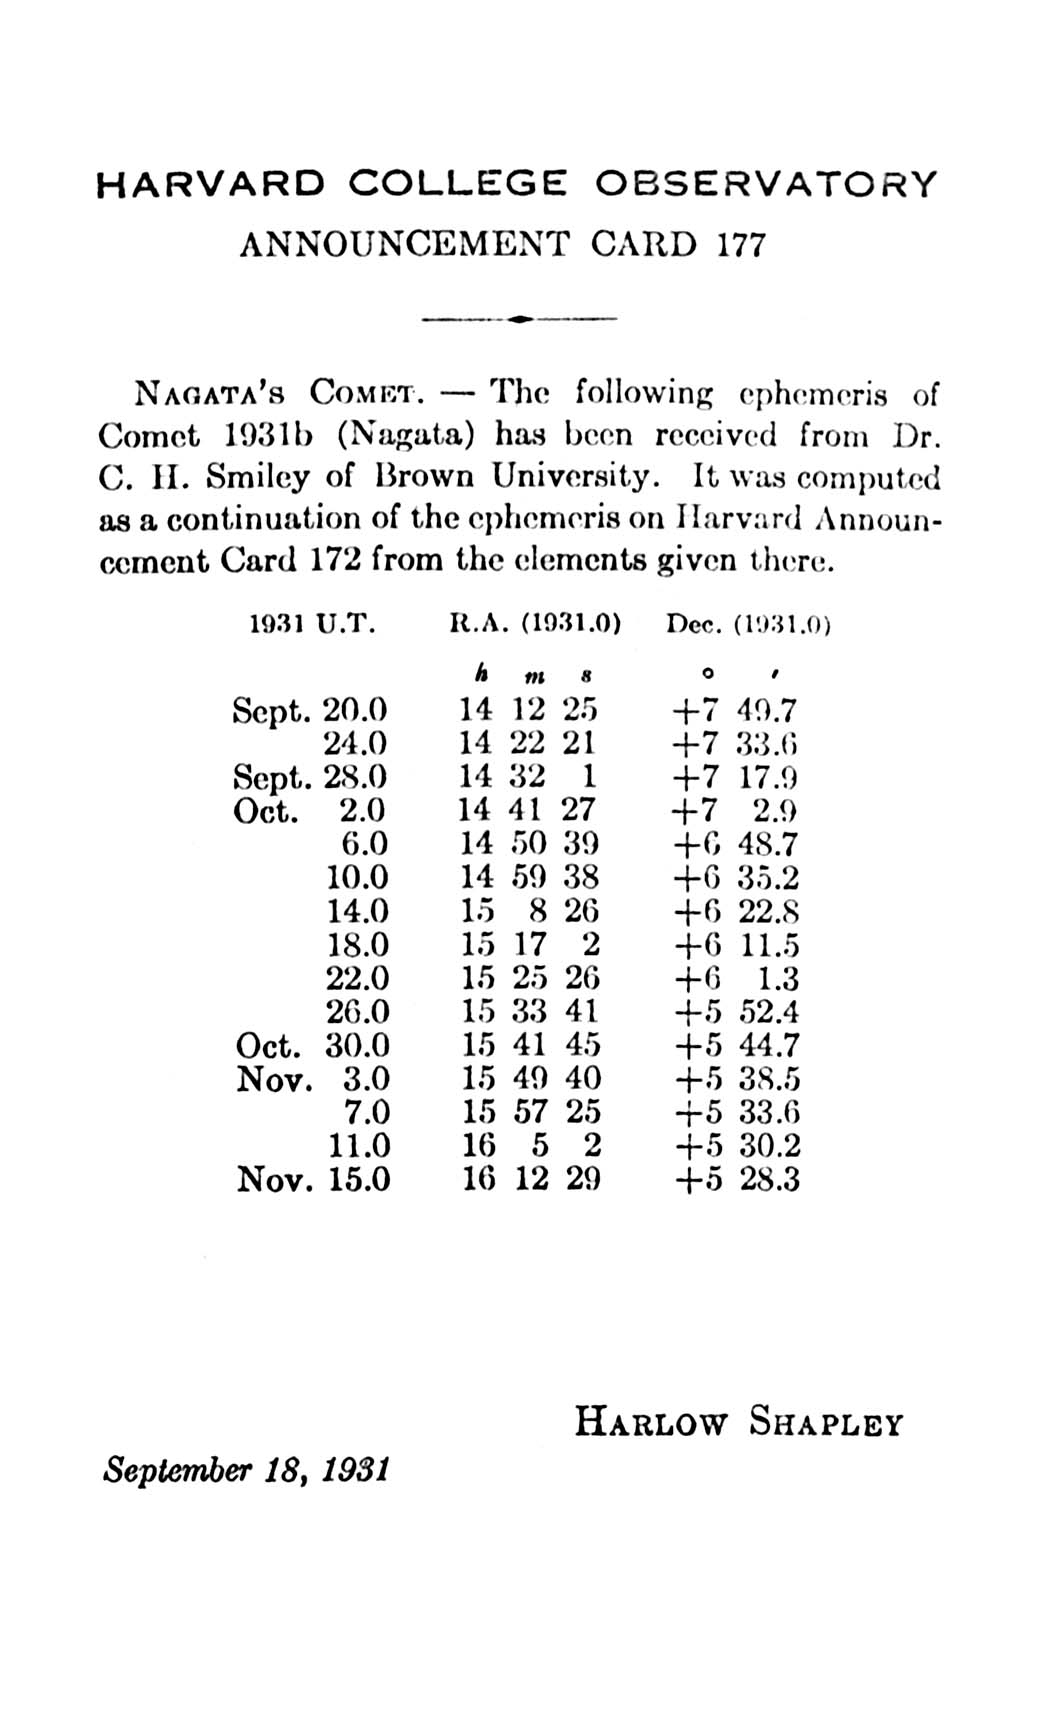 HARVARD COLLEGE OBSERVATORY
ANNOUNCEMENT CARD 177
NAGATA'S COMET. — The following ephemeris of
Comet 1931b (Nagata) has been received from Dr.
C. H. Smiley of Brown University. It was computed
as a continuation of the ephemeris on Harvard Announ-
cement Card 172 from the elements given there.
1931 U.T. R.A. (1931.0) Dec. (1931.0)
h m s ° ′
Sept. 20.0 14 12 25 +7 49.7
24.0 14 22 21 +7 33.6
Sept. 28.0 14 32 1 +7 17.9
Oct. 2.0 14 41 27 +7 2.9
6.0 14 50 39 +6 48.7
10.0 14 59 38 +6 35.2
14.0 15 8 26 +6 22.8
18.0 15 17 2 +6 11.5
22.0 15 25 26 +6 1.3
26.0 15 33 41 +5 52.4
Oct. 30.0 15 41 45 +5 44.7
Nov. 3.0 15 49 40 +5 38.5
7.0 15 57 25 +5 33.6
11.0 16 5 2 +5 30.2
Nov. 15.0 16 12 29 +5 28.3
HARLOW SHAPLEY
September 18, 1931